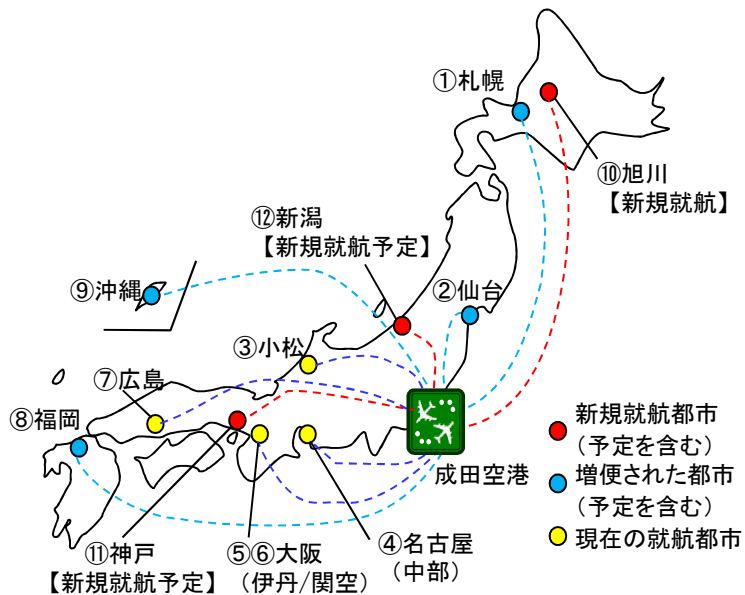 ①札幌
⑩旭川
【新規就航】
⑫新潟
【新規就航予定】
⑨沖縄
②仙台
③小松
⑦広島
⑧福岡
成田空港
新規就航都市
(予定を含む)
増便された都市
(予定を含む)
現在の就航都市
⑪神戸
【新規就航予定】
⑤⑥大阪
（伊丹/関空）
④名古屋
（中部）